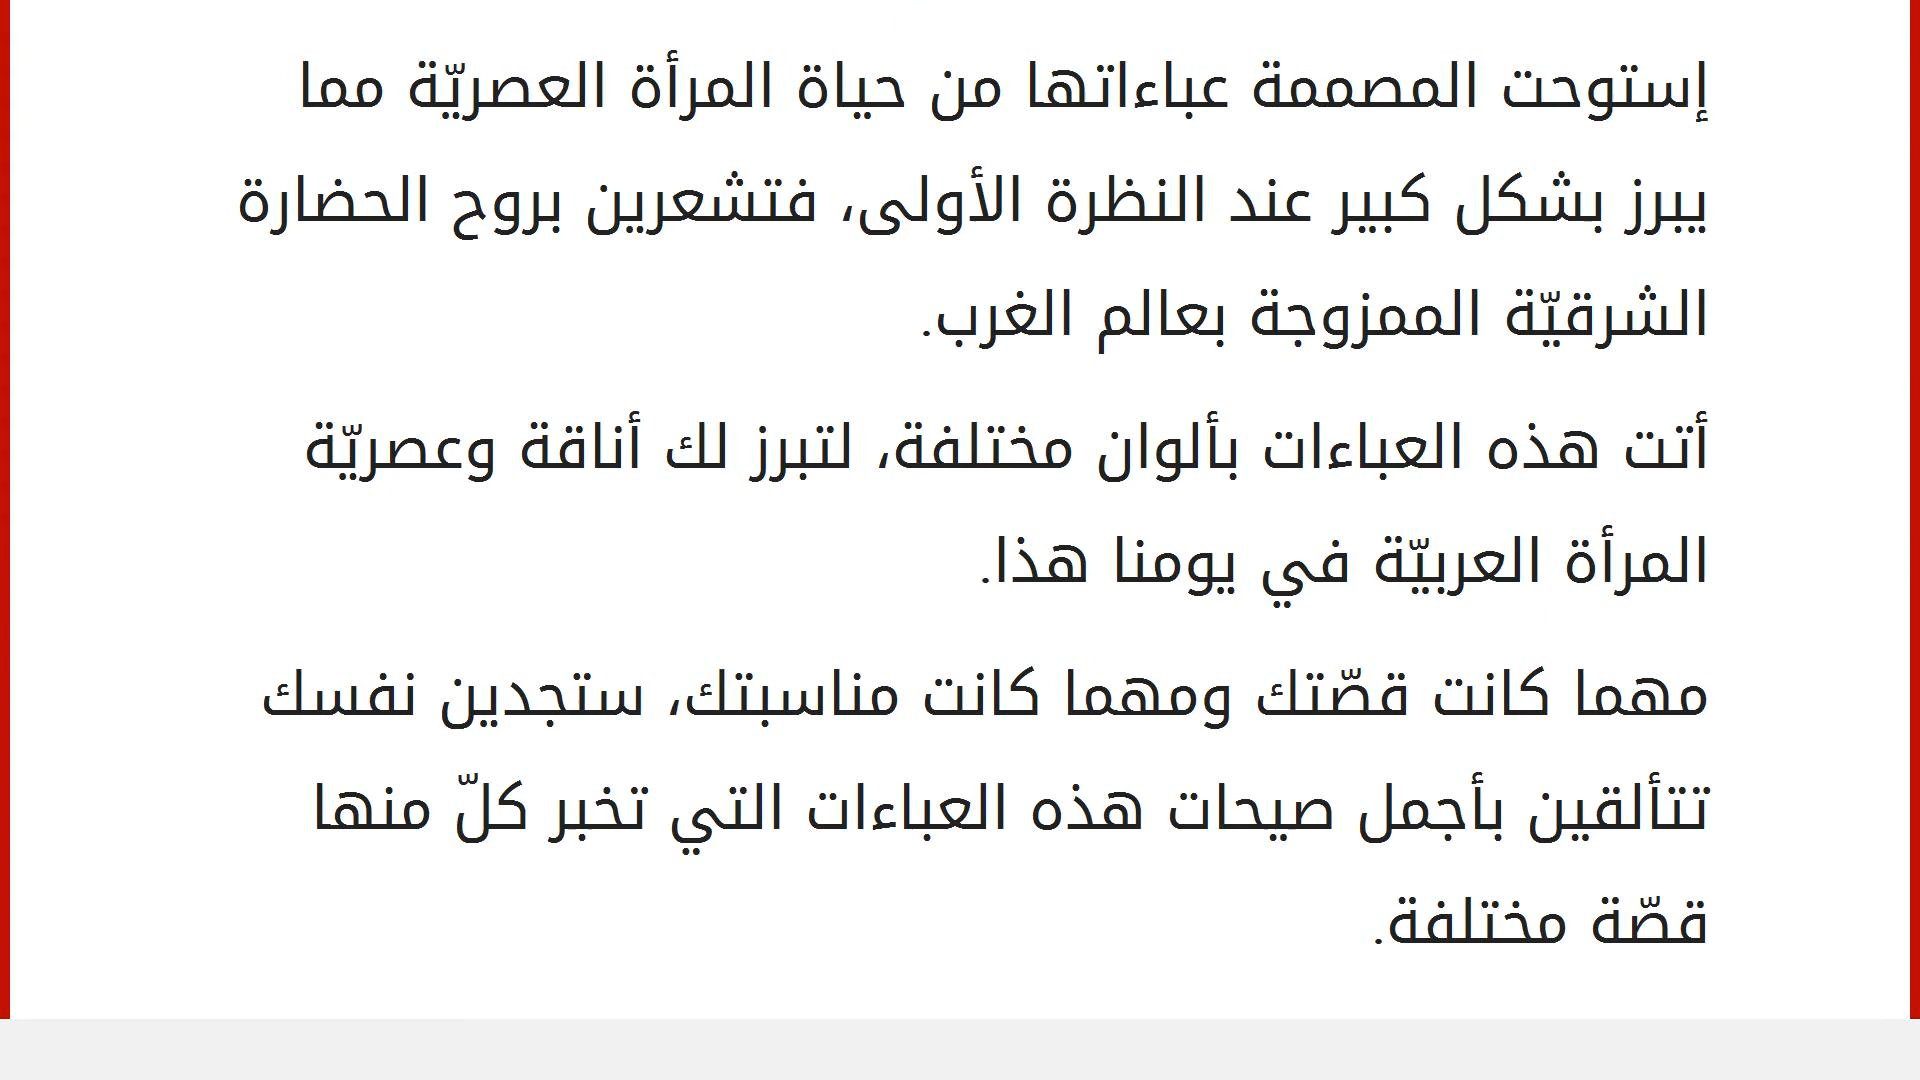 إستوحت المصممة عباءاتها من حياة المرأة العصريّة مما
يبرز بشكل كبير عند النظرة الأولى، فتشعرين بروح الحضارة
الشرقيّة الممزوجة بعالم الغرب.
أتت هذه العباءات بألوان مختلفة، لتبرز لك أناقة وعصريّة
المرأة العربيّة في يومنا هذا.
مهما كانت قصّتك ومهما كانت مناسبتك، ستجدين نفسك
تتألقين بأجمل صيحات هذه العباءات التي تخبر كلّ منها
قصّة مختلفة.